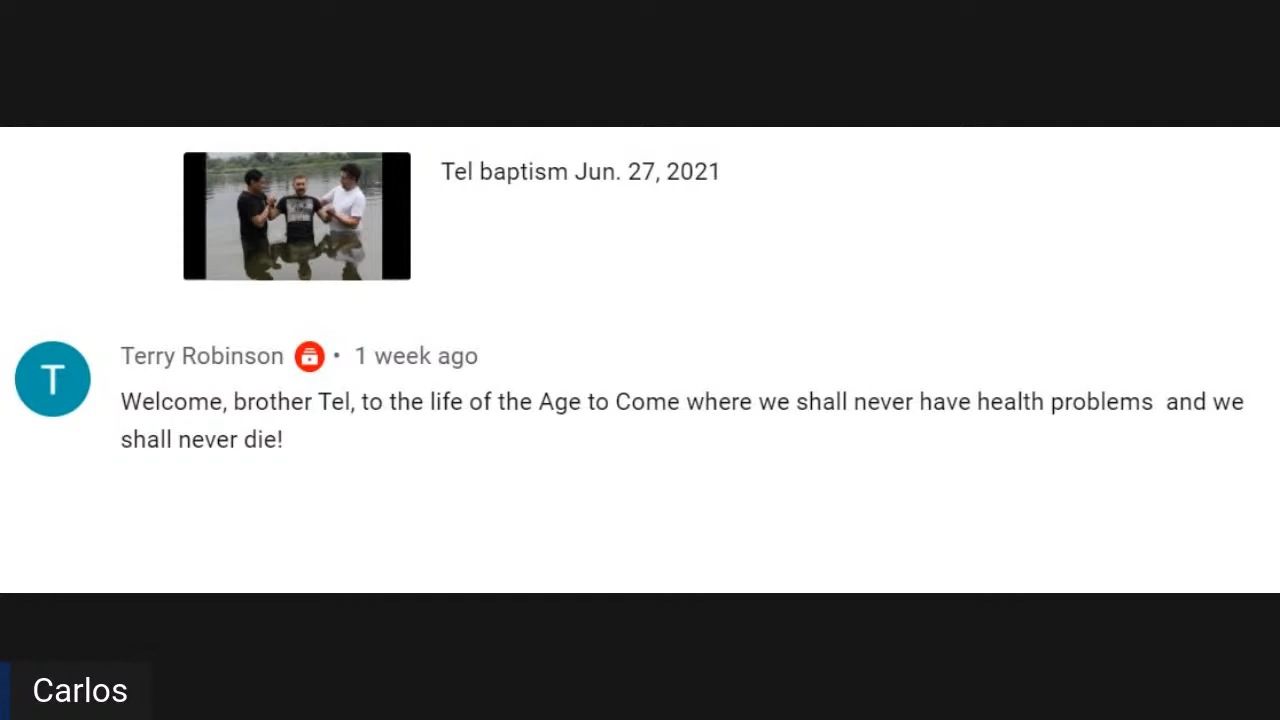 Tel baptism Jun. 27, 2021
T
Terry Robinson • 1 week ago
Welcome, brother Tel, to the life of the Age to Come where we shall never have health problems  and we
shall never die!
Carlos